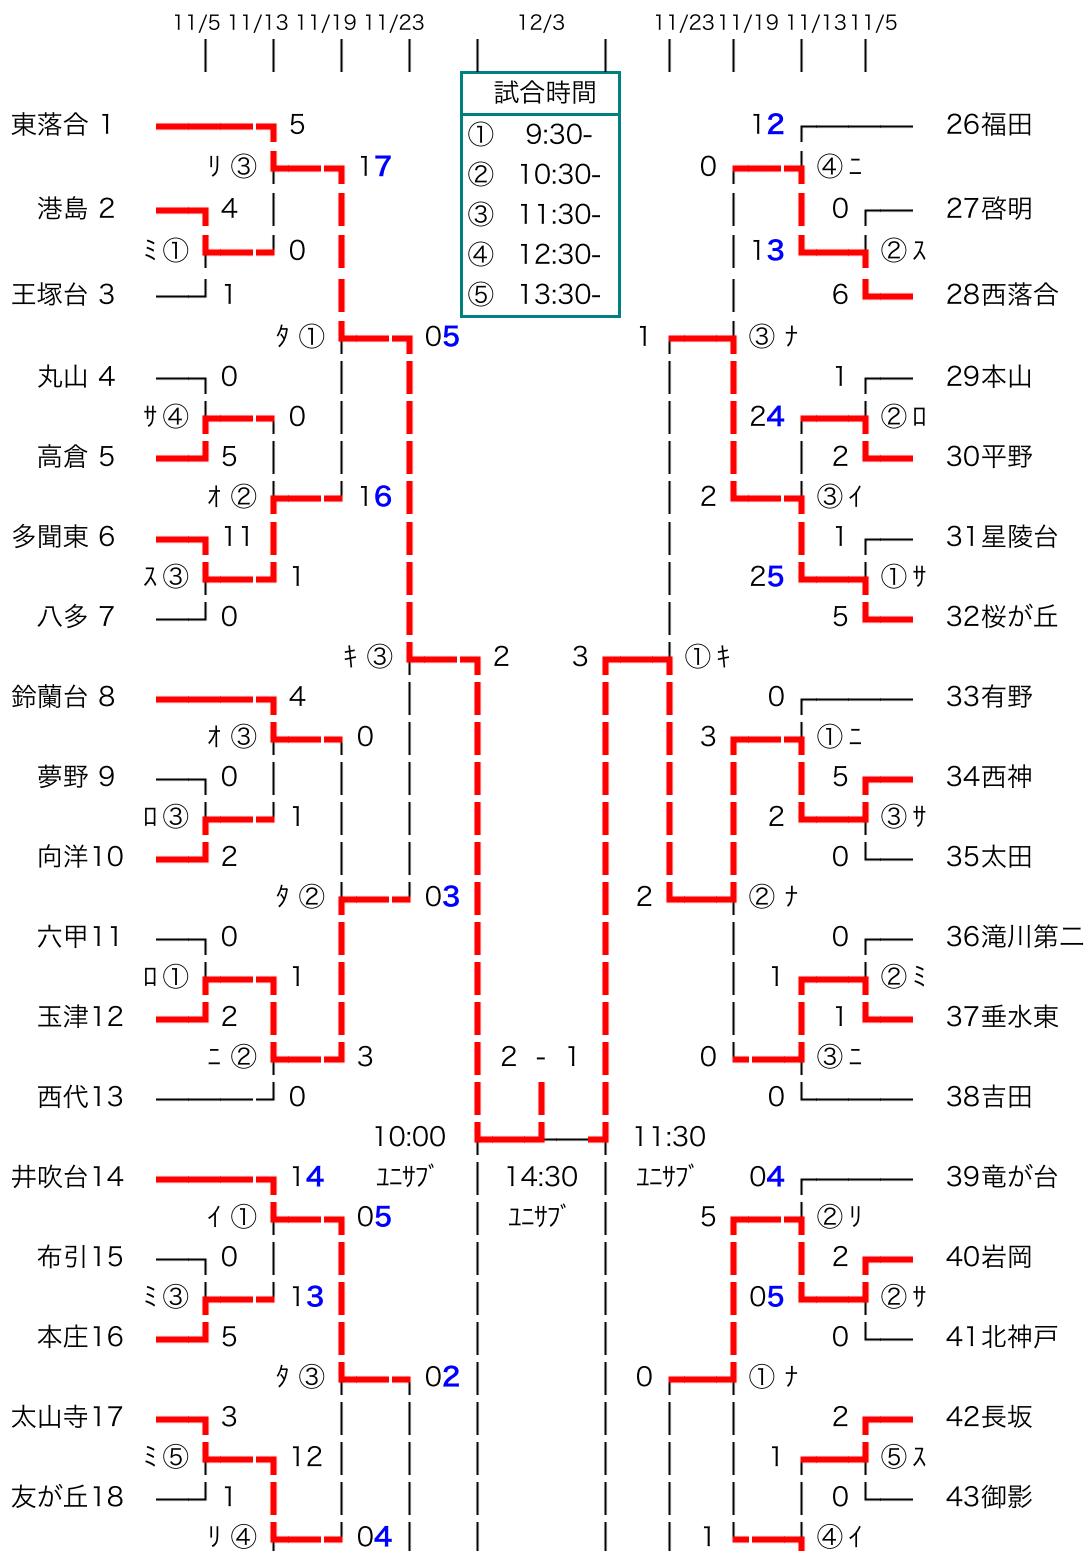 11/5 11/13 11/19 11/23 12/3 11/23 11/19 11/13 11/5
試合時間
① 9:30-
② 10:30-
③ 11:30-
④ 12:30-
⑤ 13:30-
東落合 1 5 12 26福田
ﾘ ③ 17 0 ④ ﾆ
港島 2 4 0 27啓明
ﾐ ① 0 13 ② ｽ
王塚台 3 1 6 28西落合
ﾀ ① 05 1 ③ ﾅ
丸山 4 0 1 29本山
ｻ ④ 0 24 ② ﾛ
高倉 5 5 2 30平野
ｵ ② 16 2 ③ ｲ
多聞東 6 11 1 31星陵台
ｽ ③ 1 25 ① ｻ
八多 7 0 5 32桜が丘
ｷ ③ 2 3 ① ｷ
鈴蘭台 8 4 0 33有野
ｵ ③ 0 3 ① ﾆ
夢野 9 0 5 34西神
ﾛ ③ 1 2 ③ ｻ
向洋10 2 0 35太田
ﾀ ② 03 2 ② ﾅ
六甲11 0 0 36滝川第二
ﾛ ① 1 1 ② ﾐ
玉津12 2 1 37垂水東
ﾆ ② 3 2 - 1 0 ③ ﾆ
西代13 0 0 38吉田
10:00 11:30
井吹台14 14 ﾕﾆｻﾌﾞ 14:30 ﾕﾆｻﾌﾞ 04 39竜が台
ｲ ① 05 ﾕﾆｻﾌﾞ 5 ② ﾘ
布引15 0 2 40岩岡
ﾐ ③ 13 05 ② ｻ
本庄16 5 0 41北神戸
ﾀ ③ 02 0 ① ﾅ
太山寺17 3 2 42長坂
ﾐ ⑤ 12 1 ⑤ ｽ
友が丘18 1 0 43御影
ﾘ ④ 04 1 ④ ｲ